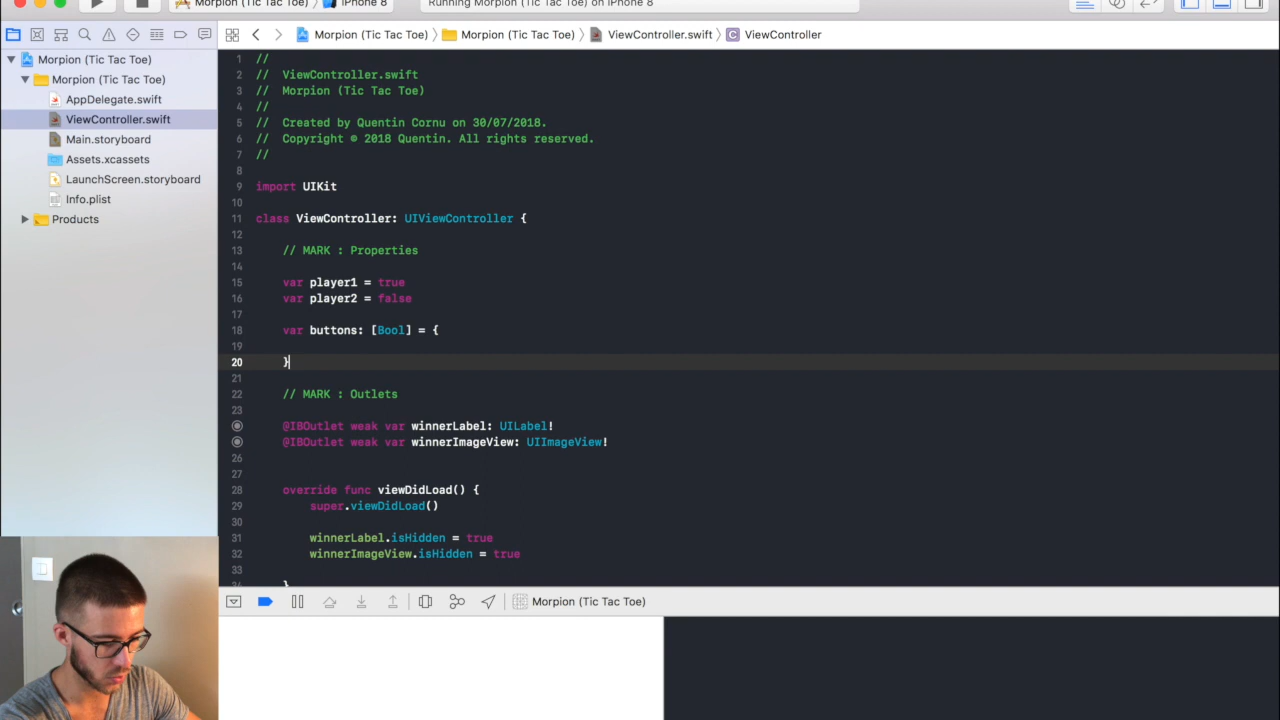 Morpion (Tic Tac Toe) iPhone 8 Running Morpion (Tic Tac Toe) on iPhone 8
Morpion (Tic Tac Toe) Morpion (Tic Tac Toe) ViewController.swift C ViewController
Morpion (Tic Tac Toe)
Morpion (Tic Tac Toe)
AppDelegate.swift
ViewController.swift
Main.storyboard
Assets.xcassets
LaunchScreen.storyboard
Info.plist
Products
1 //
2 // ViewController.swift
3 // Morpion (Tic Tac Toe)
4 //
5 // Created by Quentin Cornu on 30/07/2018.
6 // Copyright © 2018 Quentin. All rights reserved.
7 //
8
9 import UIKit
10
11 class ViewController: UIViewController {
12
13 // MARK : Properties
14
15 var player1 = true
16 var player2 = false
17
18 var buttons: [Bool] = {
19
20 }
21
22 // MARK : Outlets
23
@IBOutlet weak var winnerLabel: UILabel!
@IBOutlet weak var winnerImageView: UIImageView!
26
27
28 override func viewDidLoad() {
29 super.viewDidLoad()
30
31 winnerLabel.isHidden = true
32 winnerImageView.isHidden = true
33
34 }
Morpion (Tic Tac Toe)